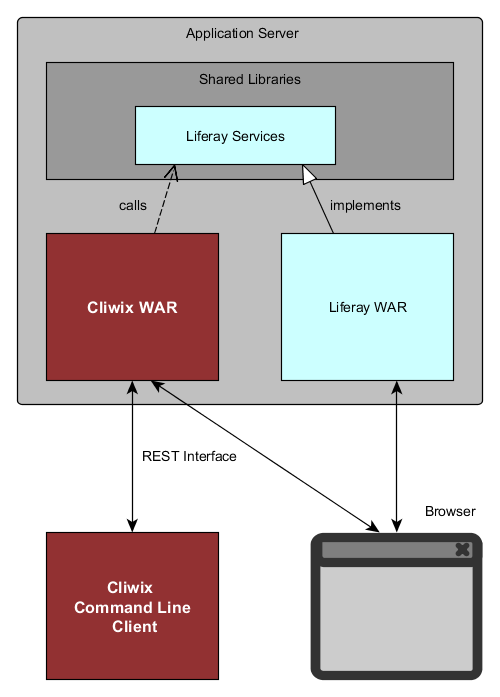 Application Server
Shared Libraries
Liferay Services
calls
implements
Cliwix WAR
Liferay WAR
REST Interface
Browser
Cliwix
Command Line
Client